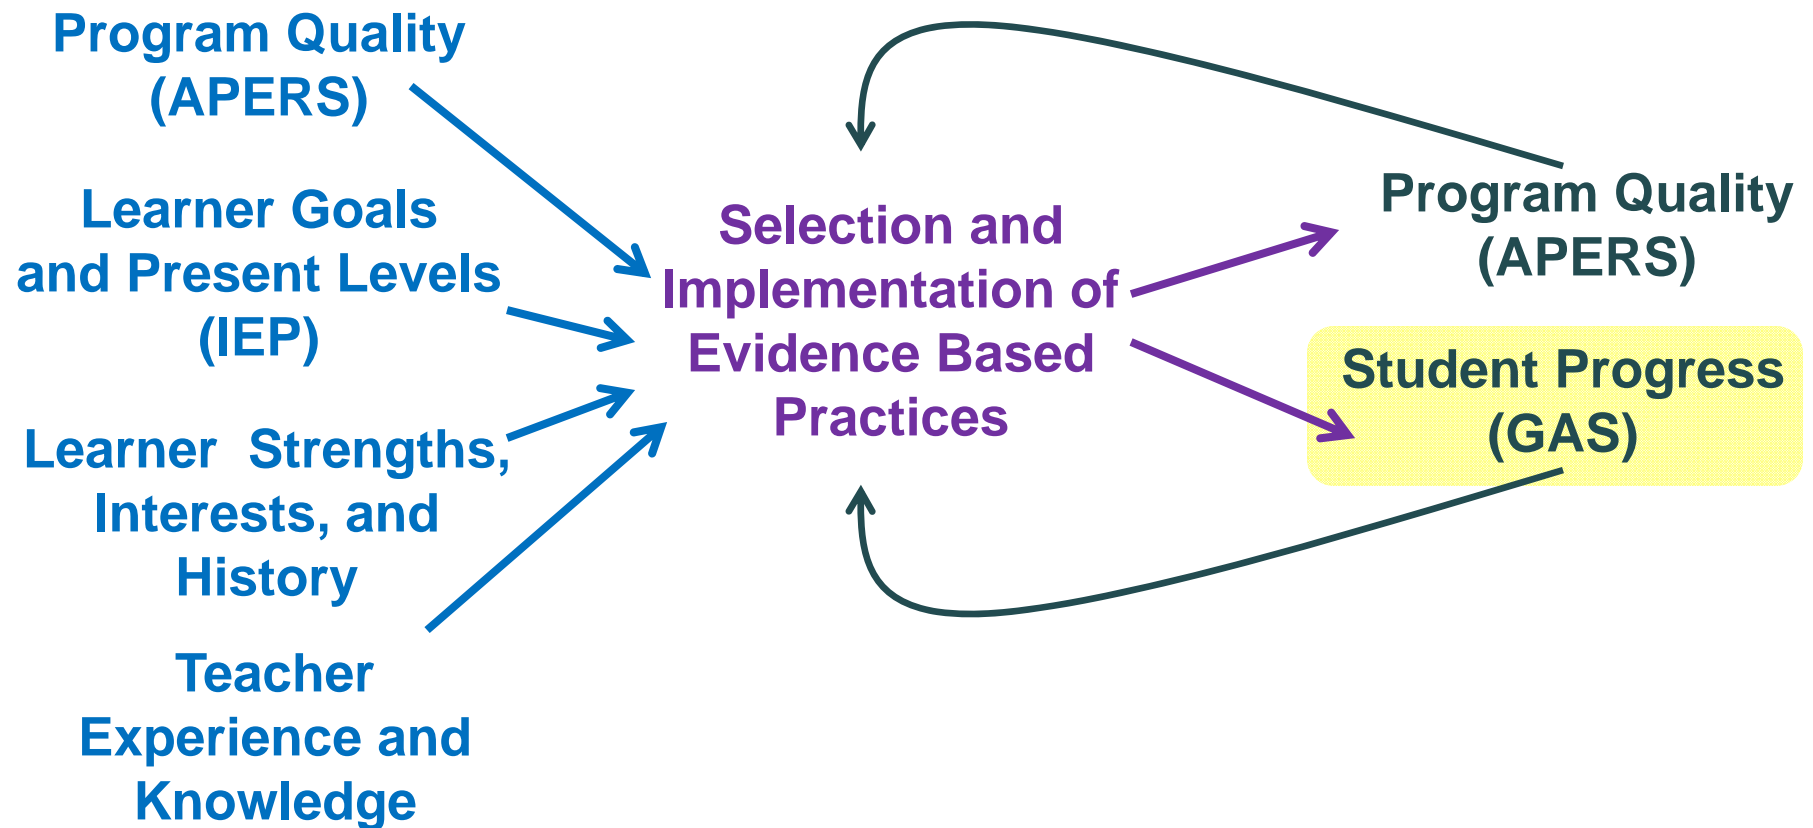 Program Quality
(APERS)
Learner Goals
and Present Levels
(IEP)
Learner  Strengths,
Interests, and
History
Teacher
Experience and
Knowledge
Selection and
Implementation of
Evidence Based
Practices
Program Quality
(APERS)
Student Progress
(GAS)